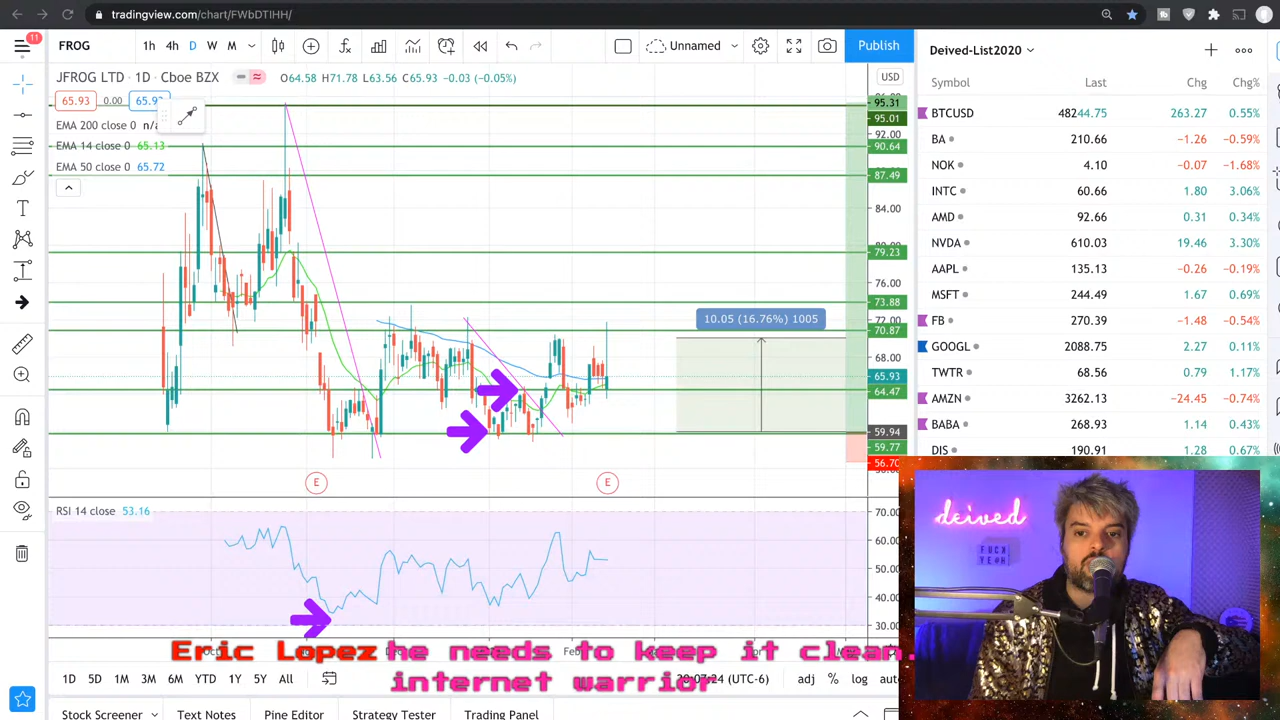 tradingview.com/chart/FWbDTIHH/
11
FROG
1h 4h D W M
Unnamed
Publish
Deived-List2020
JFROG LTD • 1D • Cboe BZX
O64.58 H71.78 L63.56 C65.93 −0.03 (−0.05%)
USD
65.93 0.00
EMA 200 close 0
EMA 14 close 0 65.13
EMA 50 close 0 65.72
95.31
95.01
92.00
90.64
87.49
84.00
79.23
76.00
73.88
72.00
70.87
68.00
65.93
64.47
59.94
59.77
56.70
10.05 (16.76%) 1005
E
E
RSI 14 close 53.16
70.00
60.00
50.00
40.00
30.00
Symbol Last Chg Chg%
BTCUSD 48244.75 263.27 0.55%
BA 210.66 −1.26 −0.59%
NOK 4.10 −0.07 −1.68%
INTC 60.66 1.80 3.06%
AMD 92.66 0.31 0.34%
NVDA 610.03 19.46 3.30%
AAPL 135.13 −0.26 −0.19%
MSFT 244.49 1.67 0.69%
FB 270.39 −1.48 −0.54%
GOOGL 2088.75 2.27 0.11%
TWTR 68.56 0.79 1.17%
AMZN 3262.13 −24.45 −0.74%
BABA 268.93 1.14 0.43%
DIS 190.91 1.28 0.67%
deived
FUCK
YEAH
Eric Lopez he needs to keep it clean.
internet warrior
1D 5D 1M 3M 6M YTD 1Y 5Y All
(UTC-6)
adj % log
Stock Screener Text Notes Pine Editor Strategy Tester Trading Panel